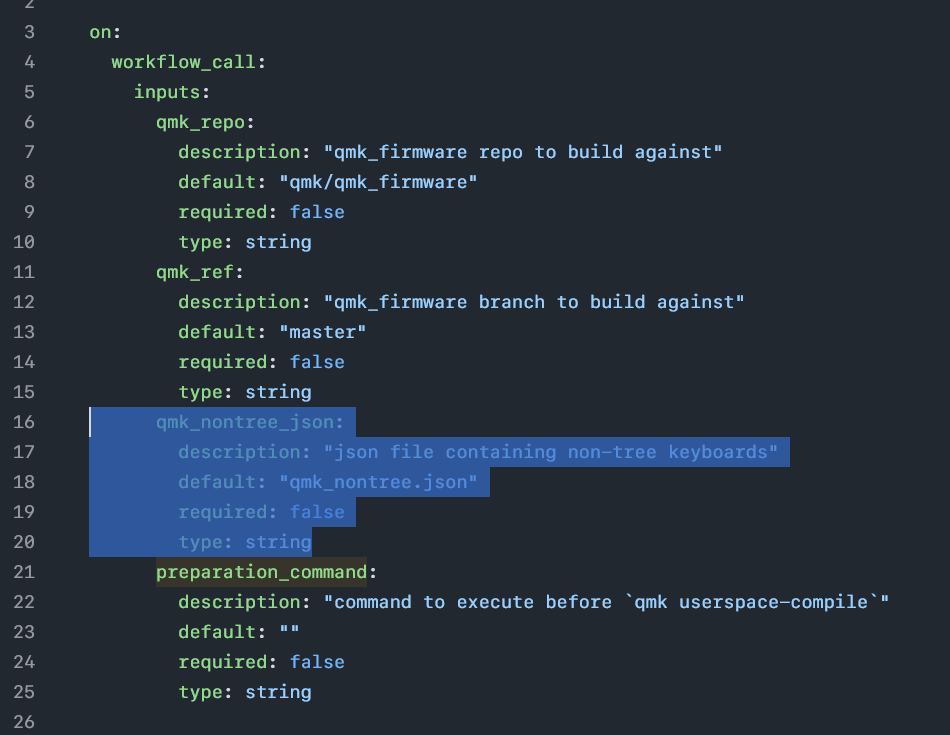 2
3 on:
4 workflow_call:
5 inputs:
6 qmk_repo:
7 description: "qmk_firmware repo to build against"
8 default: "qmk/qmk_firmware"
9 required: false
10 type: string
11 qmk_ref:
12 description: "qmk_firmware branch to build against"
13 default: "master"
14 required: false
15 type: string
16 qmk_nontree_json:
17 description: "json file containing non-tree keyboards"
18 default: "qmk_nontree.json"
19 required: false
20 type: string
21 preparation_command:
22 description: "command to execute before `qmk userspace-compile`"
23 default: ""
24 required: false
25 type: string
26